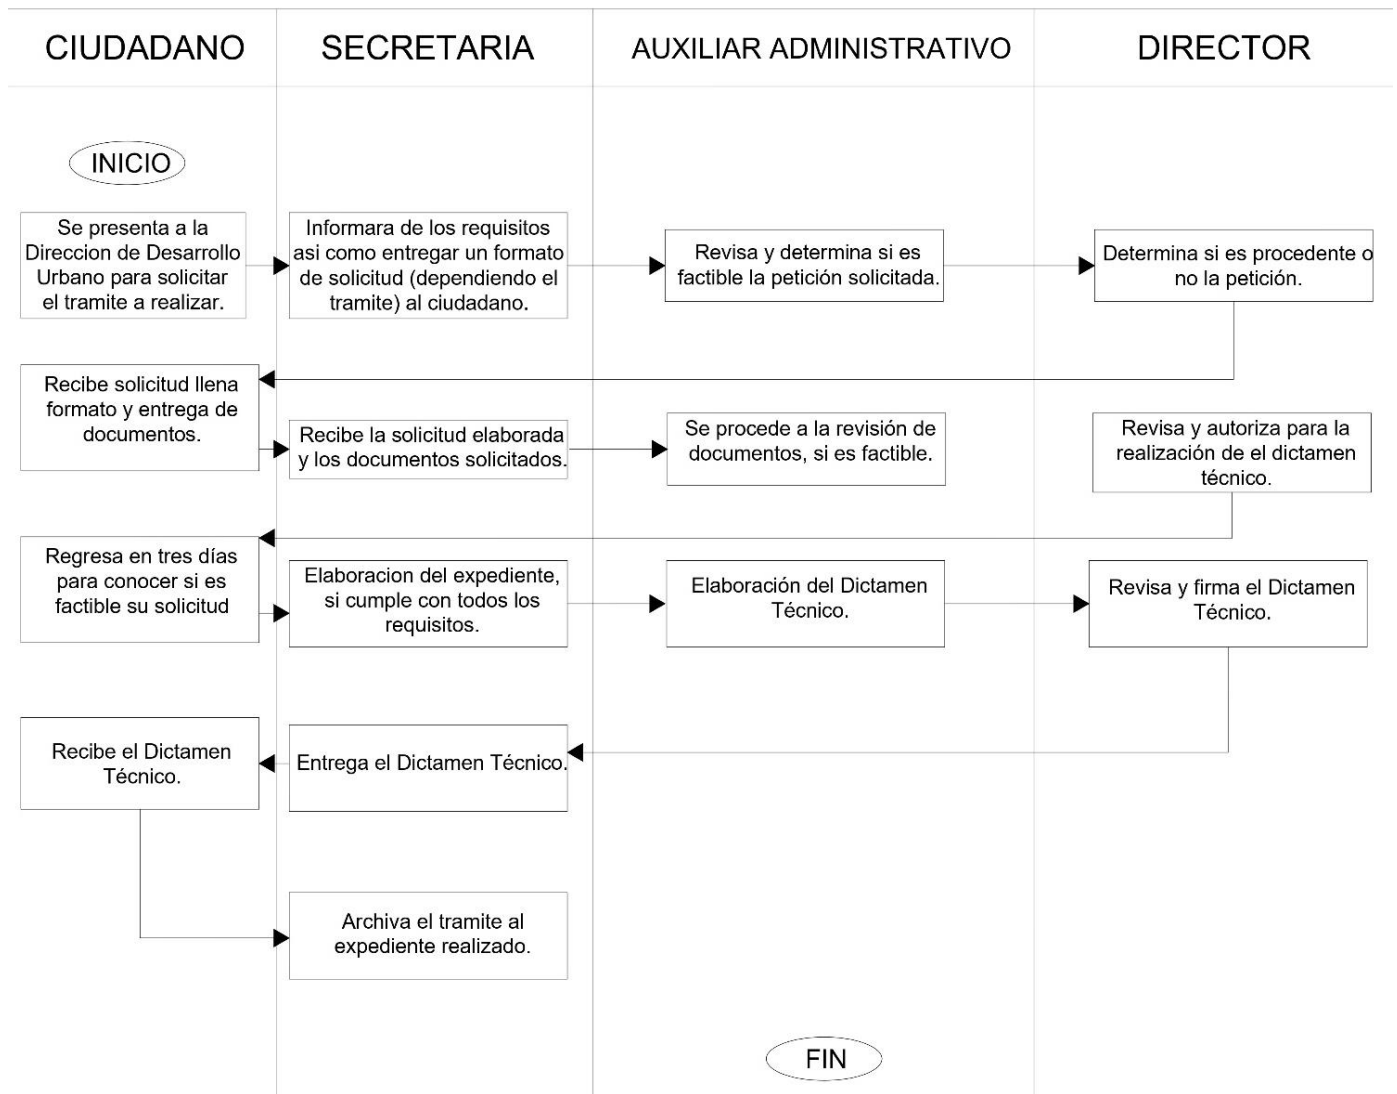 CIUDADANO
SECRETARIA
AUXILIAR ADMINISTRATIVO
DIRECTOR
INICIO
Se presenta a la
Direccion de Desarrollo
Urbano para solicitar
el tramite a realizar.
Informara de los requisitos
asi como entregar un formato
de solicitud (dependiendo el
tramite) al ciudadano.
Revisa y determina si es
factible la petición solicitada.
Determina si es procedente o
no la petición.
Recibe solicitud llena
formato y entrega de
documentos.
Recibe la solicitud elaborada
y los documentos solicitados.
Se procede a la revisión de
documentos, si es factible.
Revisa y autoriza para la
realización de el dictamen
técnico.
Regresa en tres días
para conocer si es
factible su solicitud
Elaboracion del expediente,
si cumple con todos los
requisitos.
Elaboración del Dictamen
Técnico.
Revisa y firma el Dictamen
Técnico.
Recibe el Dictamen
Técnico.
Entrega el Dictamen Técnico.
Archiva el tramite al
expediente realizado.
FIN